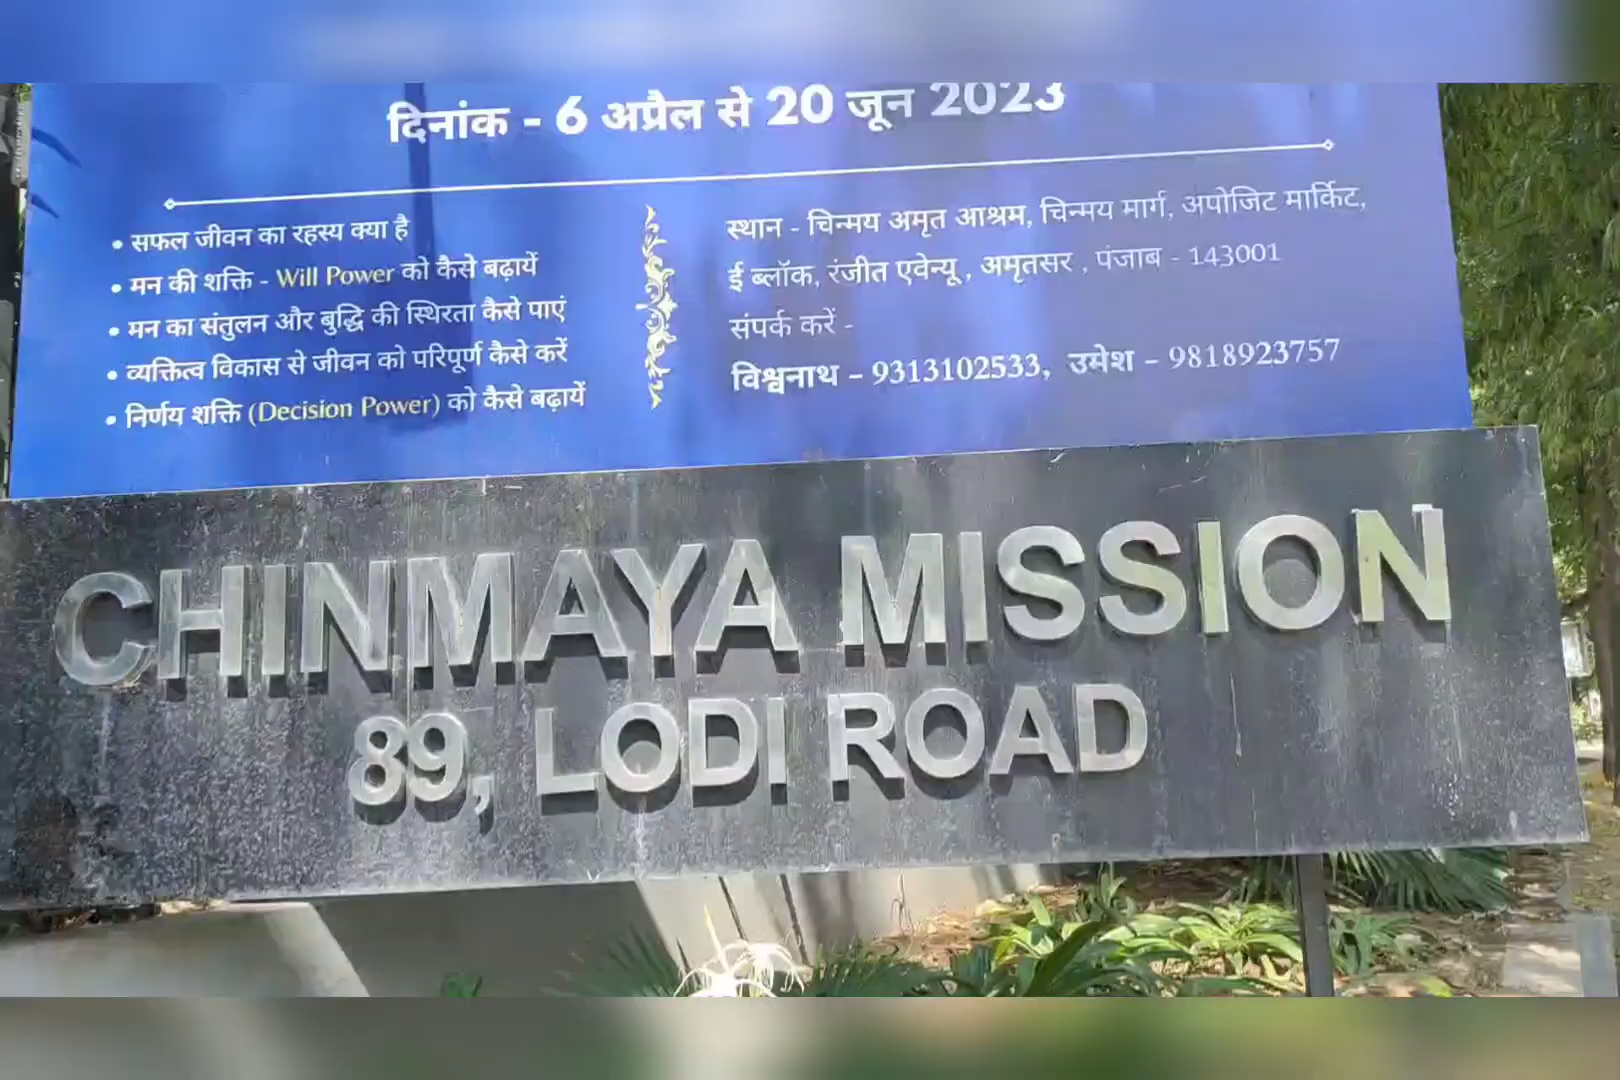 दिनांक - 6 अप्रैल से 20 जून 2023
• सफल जीवन का रहस्य क्या है
• मन की शक्ति - Will Power को कैसे बढ़ायें
• मन का संतुलन और बुद्धि की स्थिरता कैसे पाएं
• व्यक्तित्व विकास से जीवन को परिपूर्ण कैसे करें
• निर्णय शक्ति (Decision Power) को कैसे बढ़ायें
स्थान - चिन्मय अमृत आश्रम, चिन्मय मार्ग, अपोजिट मार्किट,
ई ब्लॉक, रंजीत एवेन्यू , अमृतसर , पंजाब - 143001
संपर्क करें -
विश्वनाथ – 9313102533, उमेश – 9818923757
CHINMAYA MISSION
89, LODI ROAD